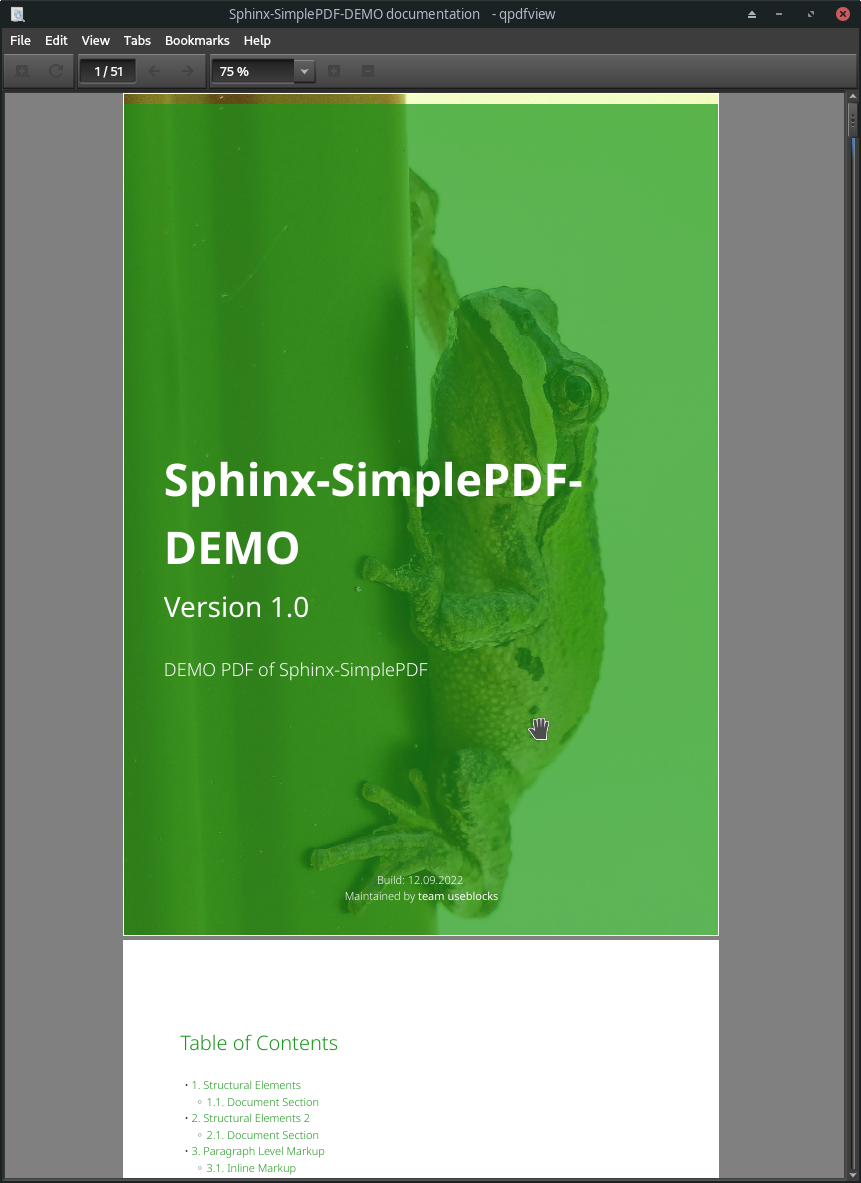 Sphinx-SimplePDF-DEMO documentation - qpdfview
File Edit View Tabs Bookmarks Help
1 / 51 75 %
Sphinx-SimplePDF-
DEMO
Version 1.0
DEMO PDF of Sphinx-SimplePDF
Build: 12.09.2022
Maintained by team useblocks
Table of Contents
• 1. Structural Elements
◦ 1.1. Document Section
• 2. Structural Elements 2
◦ 2.1. Document Section
• 3. Paragraph Level Markup
◦ 3.1. Inline Markup